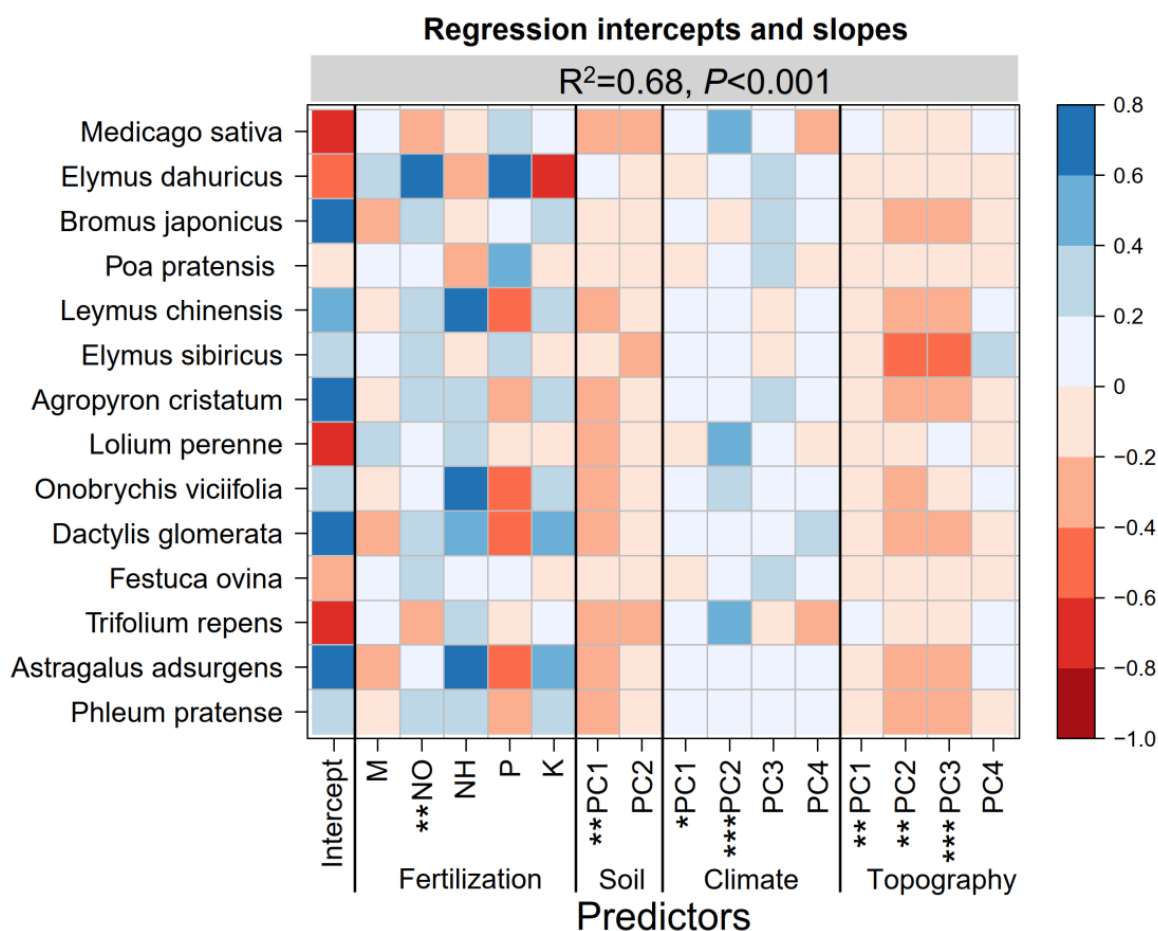 Regression intercepts and slopes
R²=0.68, P<0.001
Medicago sativa
Elymus dahuricus
Bromus japonicus
Poa pratensis
Leymus chinensis
Elymus sibiricus
Agropyron cristatum
Lolium perenne
Onobrychis viciifolia
Dactylis glomerata
Festuca ovina
Trifolium repens
Astragalus adsurgens
Phleum pratense
0.8
0.6
0.4
0.2
0
−0.2
−0.4
−0.6
−0.8
−1.0
Intercept
M
**NO
NH
P
K
**PC1
PC2
*PC1
***PC2
PC3
PC4
**PC1
**PC2
***PC3
PC4
Fertilization
Soil
Climate
Topography
Predictors